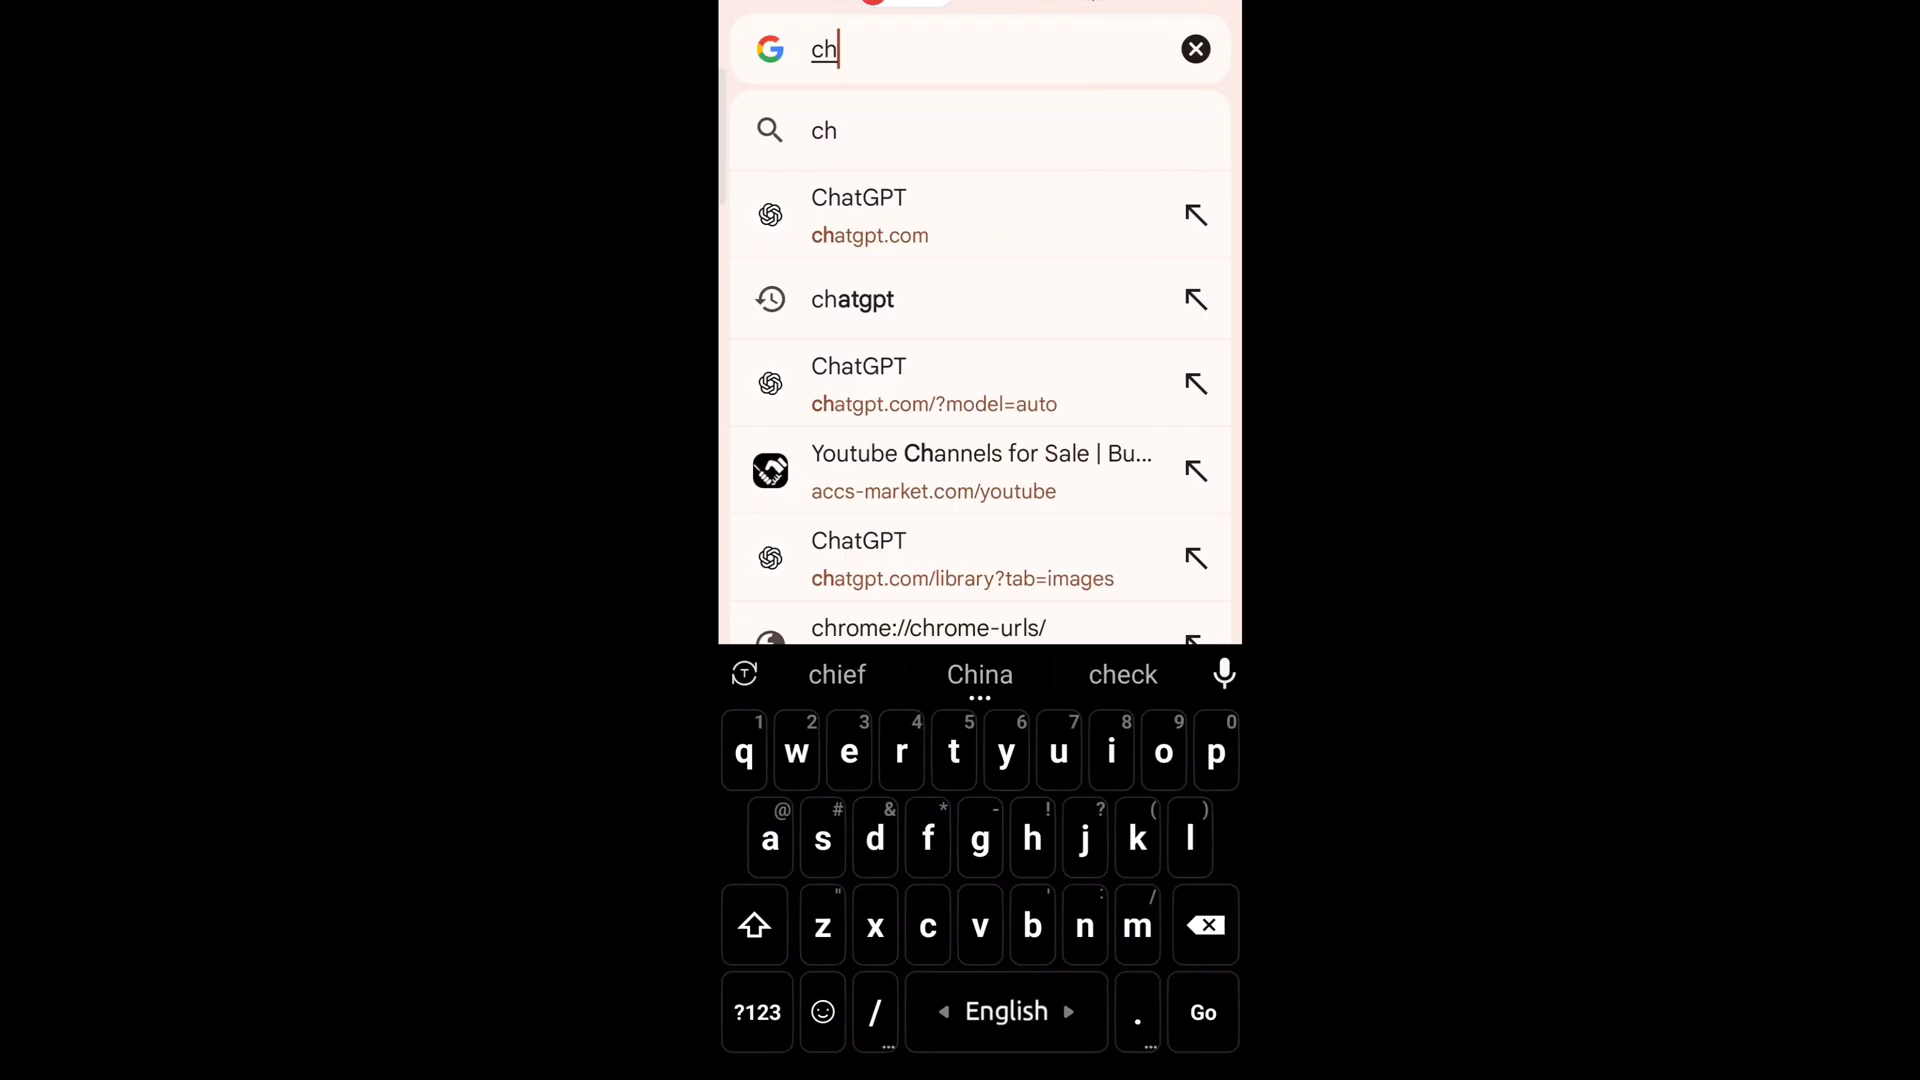 ch
ch
ChatGPT
chatgpt.com
chatgpt
ChatGPT
chatgpt.com/?model=auto
Youtube Channels for Sale | Bu...
accs-market.com/youtube
ChatGPT
chatgpt.com/library?tab=images
chrome://chrome-urls/
chief China check
1 2 3 4 5 6 7 8 9 0
q w e r t y u i o p
@ # & * - ! ? ( )
a s d f g h j k l
" ' : /
z x c v b n m
?123 / English . Go